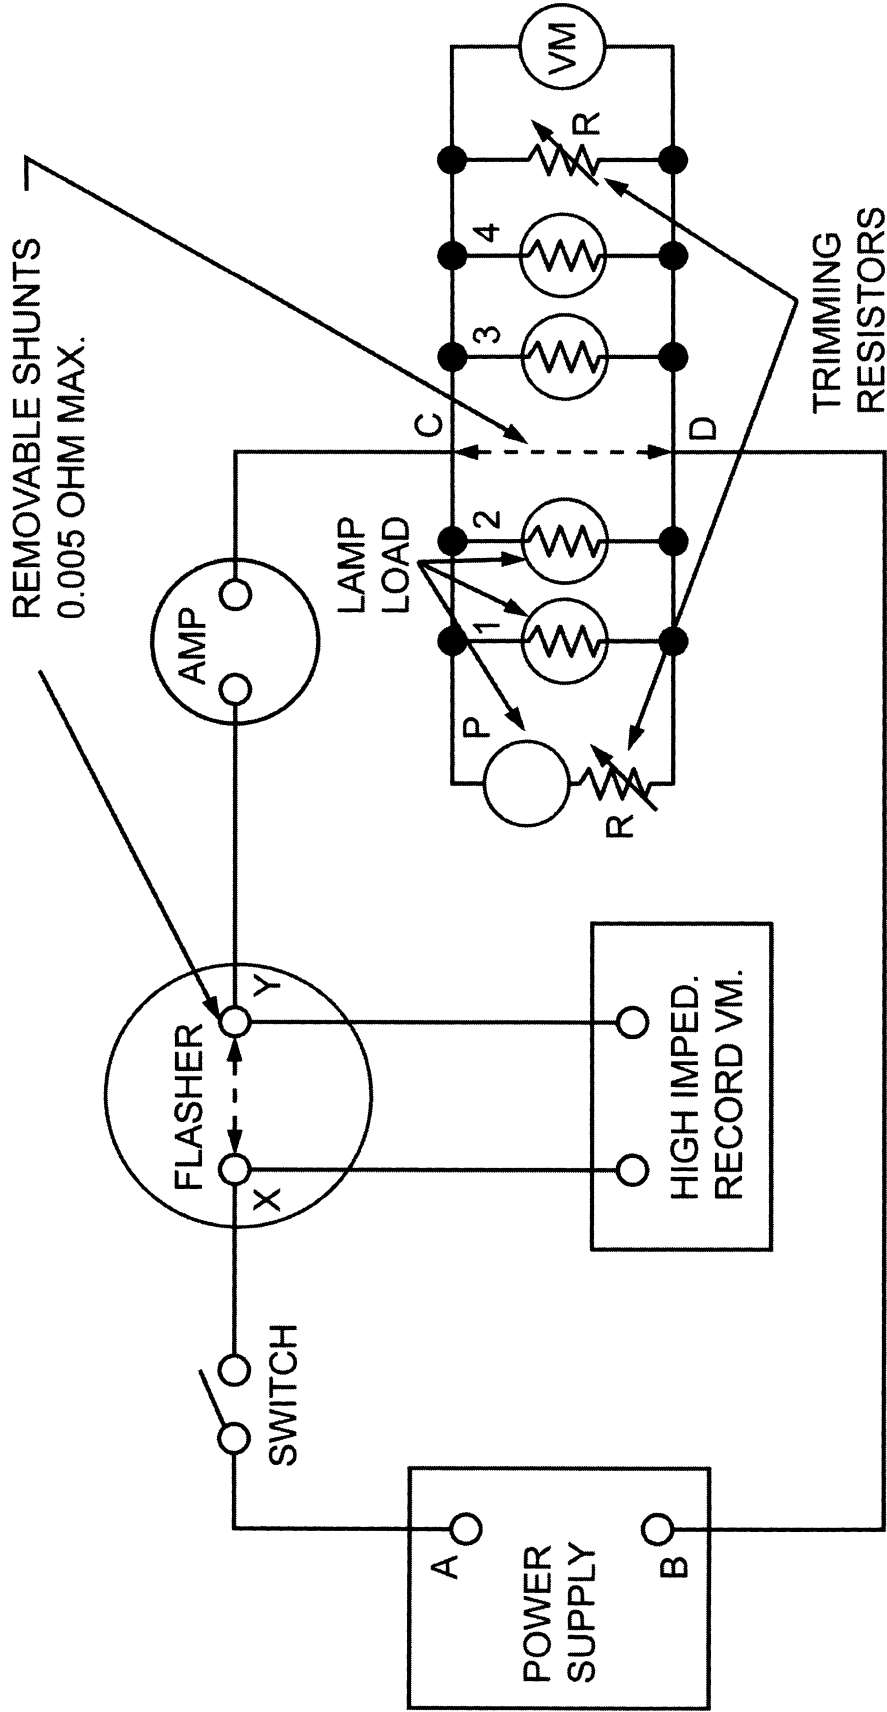 REMOVABLE SHUNTS
0.005 OHM MAX.
AMP
FLASHER
X
Y
SWITCH
A
POWER
SUPPLY
B
HIGH IMPED.
RECORD VM.
LAMP
LOAD
P
R
1
2
C
D
3
4
R
VM
TRIMMING
RESISTORS